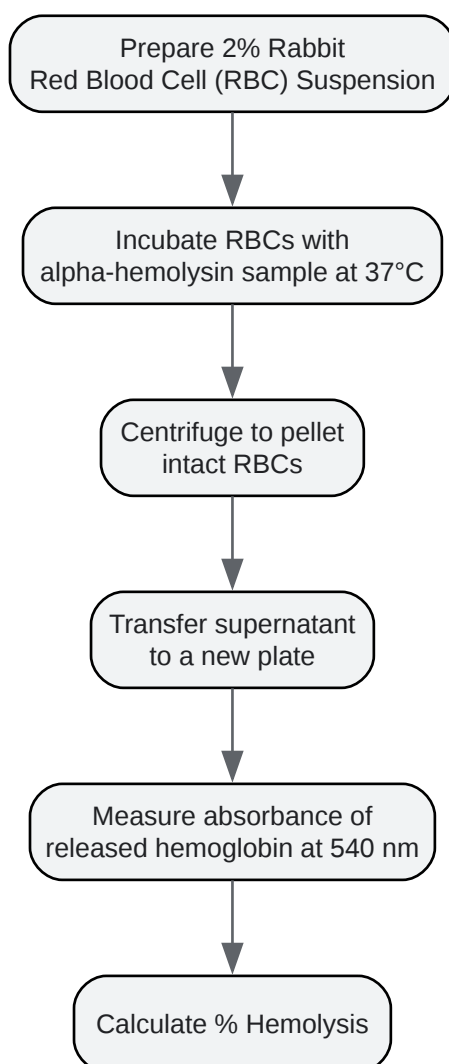 Prepare 2% Rabbit
Red Blood Cell (RBC) Suspension
Incubate RBCs with
alpha-hemolysin sample at 37°C
Centrifuge to pellet
intact RBCs
Transfer supernatant
to a new plate
Measure absorbance of
released hemoglobin at 540 nm
Calculate % Hemolysis